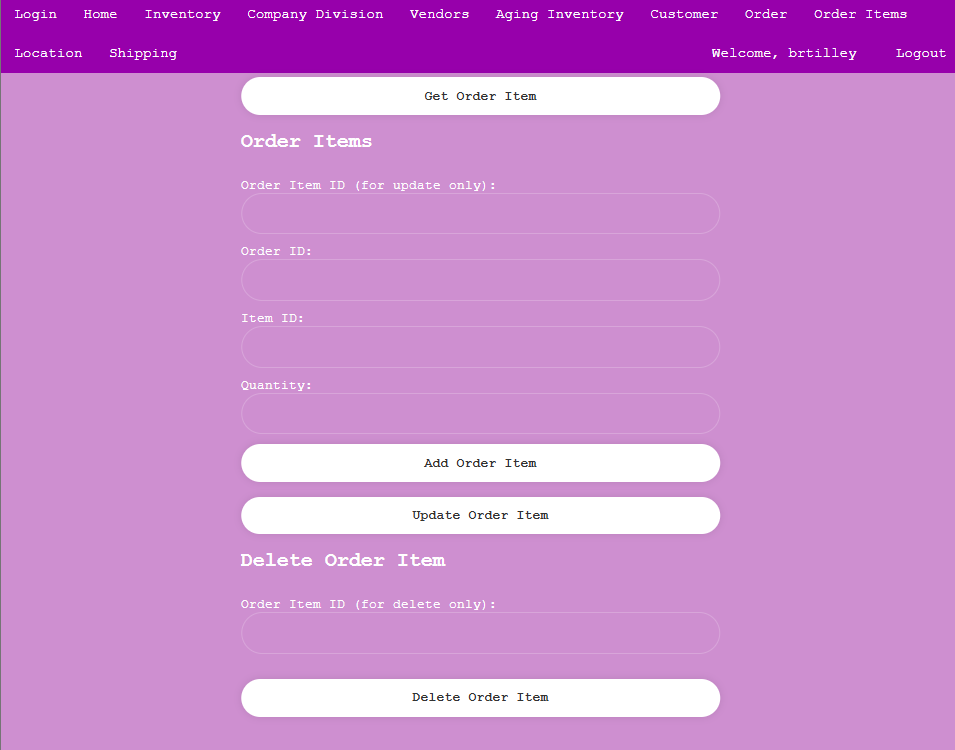 Login Home Inventory Company Division Vendors Aging Inventory Customer Order Order Items
Location Shipping Welcome, brtilley Logout
Get Order Item
Order Items
Order Item ID (for update only):
Order ID:
Item ID:
Quantity:
Add Order Item
Update Order Item
Delete Order Item
Order Item ID (for delete only):
Delete Order Item